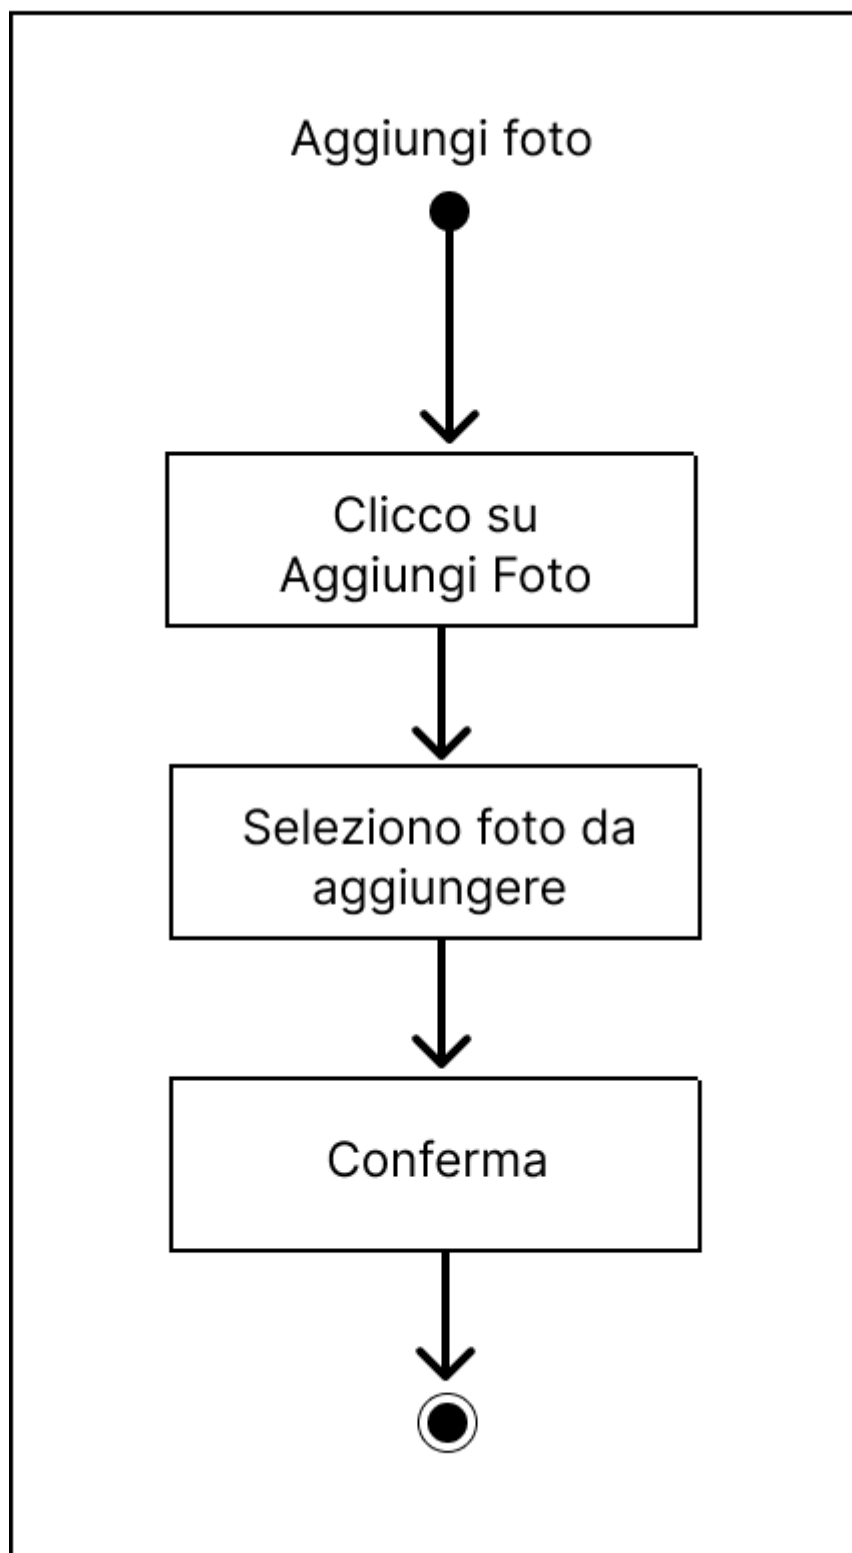 Aggiungi foto
Clicco su
Aggiungi Foto
Seleziono foto da
aggiungere
Conferma